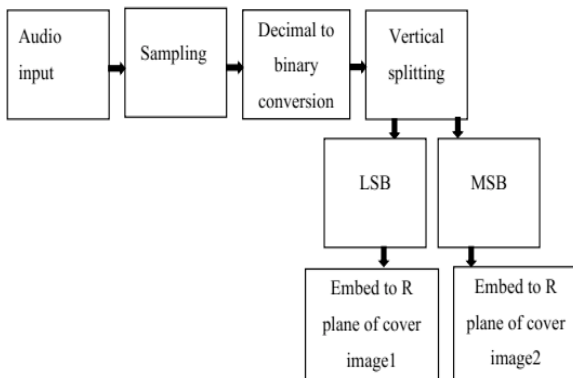 Audio
input
Sampling
Decimal to
binary
conversion
Vertical
splitting
LSB
MSB
Embed to R
plane of cover
image1
Embed to R
plane of cover
image2